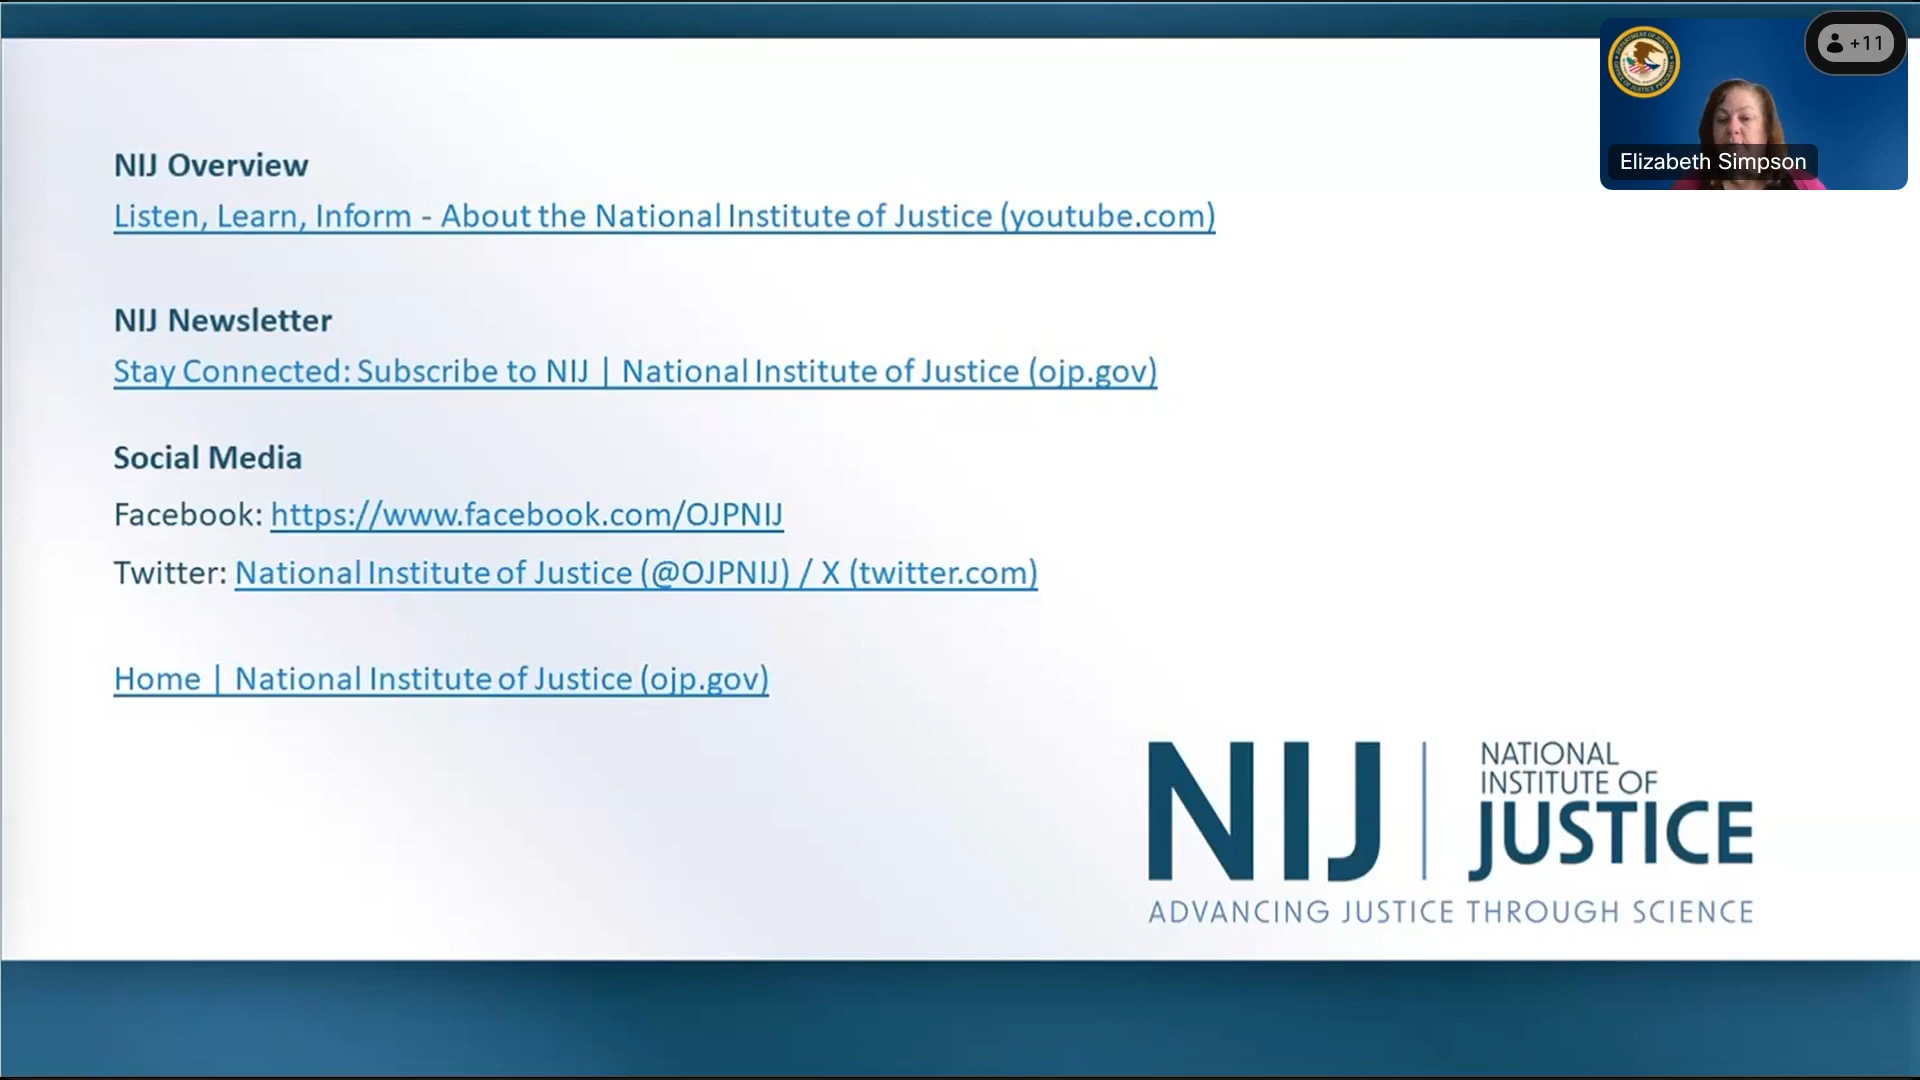 NIJ Overview
Listen, Learn, Inform - About the National Institute of Justice (youtube.com)
NIJ Newsletter
Stay Connected: Subscribe to NIJ | National Institute of Justice (ojp.gov)
Social Media
Facebook: https://www.facebook.com/OJPNIJ
Twitter: National Institute of Justice (@OJPNIJ) / X (twitter.com)
Home | National Institute of Justice (ojp.gov)
+11
Elizabeth Simpson
NIJ
NATIONAL
INSTITUTE OF
JUSTICE
ADVANCING JUSTICE THROUGH SCIENCE